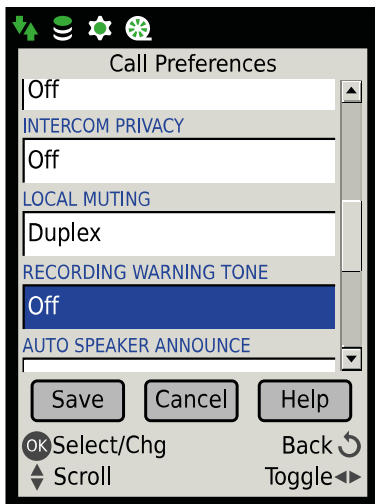 Call Preferences
Off
INTERCOM PRIVACY
Off
LOCAL MUTING
Duplex
RECORDING WARNING TONE
Off
AUTO SPEAKER ANNOUNCE
Save Cancel Help
OK Select/Chg Back
Scroll Toggle